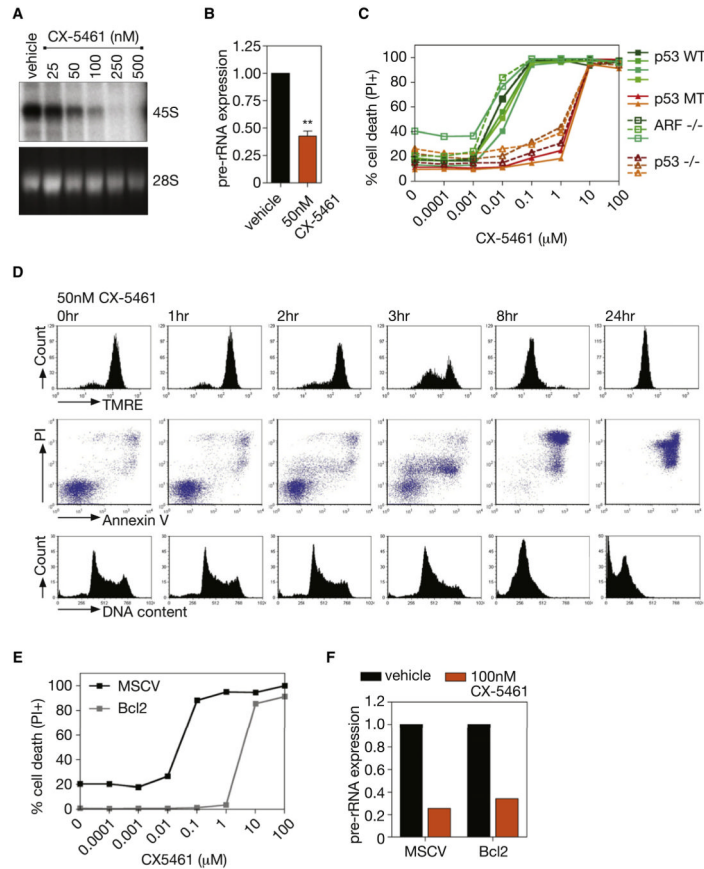 A
CX-5461 (nM)
vehicle
25
50
100
250
500
45S
28S
B
pre-rRNA expression
1.25
1.00
0.75
0.50
0.25
0
**
vehicle
50nM
CX-5461
C
% cell death (PI+)
100
80
60
40
20
0
0
0.0001
0.001
0.01
0.1
1
10
100
CX-5461 (μM)
p53 WT
p53 MT
ARF -/-
p53 -/-
D
50nM CX-5461
0hr
1hr
2hr
3hr
8hr
24hr
Count
TMRE
PI
Annexin V
Count
DNA content
E
% cell death (PI+)
100
80
60
40
20
0
MSCV
Bcl2
0
0.0001
0.001
0.01
0.1
1
10
100
CX5461 (μM)
F
vehicle
100nM
CX-5461
pre-rRNA expression
1.2
1.0
0.8
0.6
0.4
0.2
0
MSCV
Bcl2